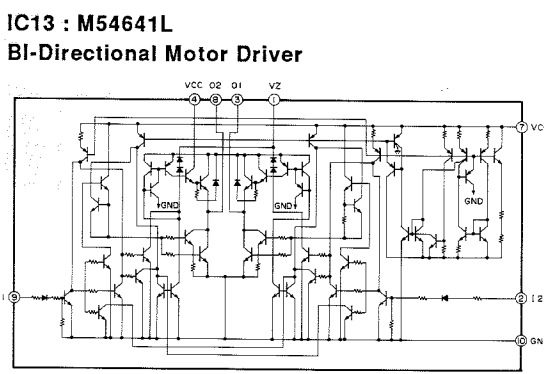 IC13 : M54641L
BI-Directional Motor Driver
VCC O2 O1 VZ
4 8 3 1
7 VC
GND GND
GND
I 9
2 I2
10 GN